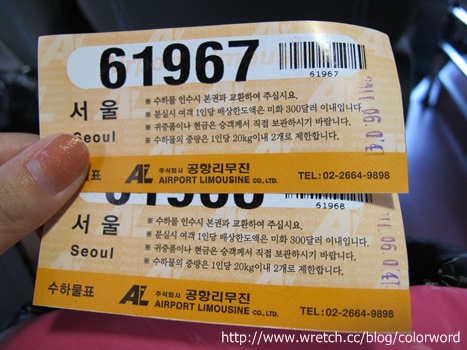 61967
61967
서울
Seoul
※ 수하물 인수시 본권과 교환하여 주십시요.
※ 분실시 여객 1인당 배상한도액은 미화 300달러 이내입니다.
※ 귀중품이나 현금은 승객께서 직접 보관하시기 바랍니다.
※ 수하물의 중량은 1인당 20kg이내 2개로 제한합니다.
물표
AL 주식회사 공항리무진
AIRPORT LIMOUSINE CO., LTD.
TEL: 02-2664-9898
61968
61968
서울
Seoul
※ 수하물 인수시 본권과 교환하여 주십시요.
※ 분실시 여객 1인당 배상한도액은 미화 300달러 이내입니다.
※ 귀중품이나 현금은 승객께서 직접 보관하시기 바랍니다.
※ 수하물의 중량은 1인당 20kg이내 2개로 제한합니다.
수하물표
AL 주식회사 공항리무진
AIRPORT LIMOUSINE CO., LTD.
TEL : 02-2664-9898
http://www.wretch.cc/blog/colorword